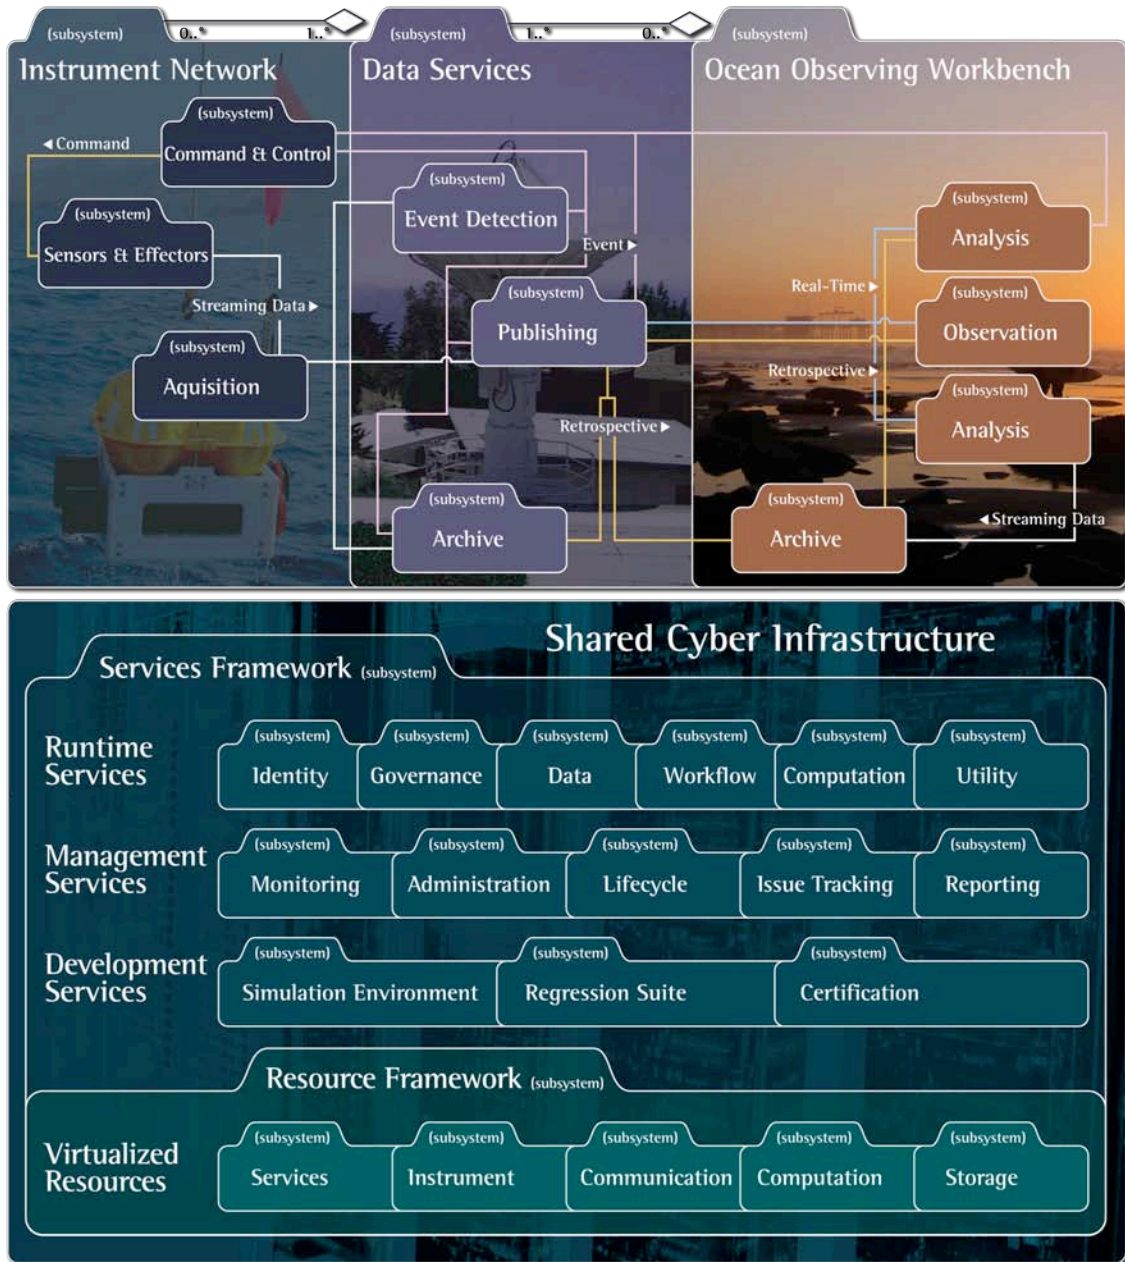 (subsystem)
0..*
1..*
(subsystem)
1..*
0..*
(subsystem)
Instrument Network
Data Services
Ocean Observing Workbench
(subsystem)
Command & Control
◄Command
(subsystem)
Sensors & Effectors
Streaming Data►
(subsystem)
Aquisition
(subsystem)
Event Detection
Event►
(subsystem)
Publishing
Retrospective►
(subsystem)
Archive
(subsystem)
Analysis
Real-Time►
(subsystem)
Observation
Retrospective►
(subsystem)
Analysis
(subsystem)
Archive
◄Streaming Data
Shared Cyber Infrastructure
Services Framework (subsystem)
Runtime
Services
(subsystem)
Identity
(subsystem)
Governance
(subsystem)
Data
(subsystem)
Workflow
(subsystem)
Computation
(subsystem)
Utility
Management
Services
(subsystem)
Monitoring
(subsystem)
Administration
(subsystem)
Lifecycle
(subsystem)
Issue Tracking
(subsystem)
Reporting
Development
Services
(subsystem)
Simulation Environment
(subsystem)
Regression Suite
(subsystem)
Certification
Resource Framework (subsystem)
Virtualized
Resources
(subsystem)
Services
(subsystem)
Instrument
(subsystem)
Communication
(subsystem)
Computation
(subsystem)
Storage